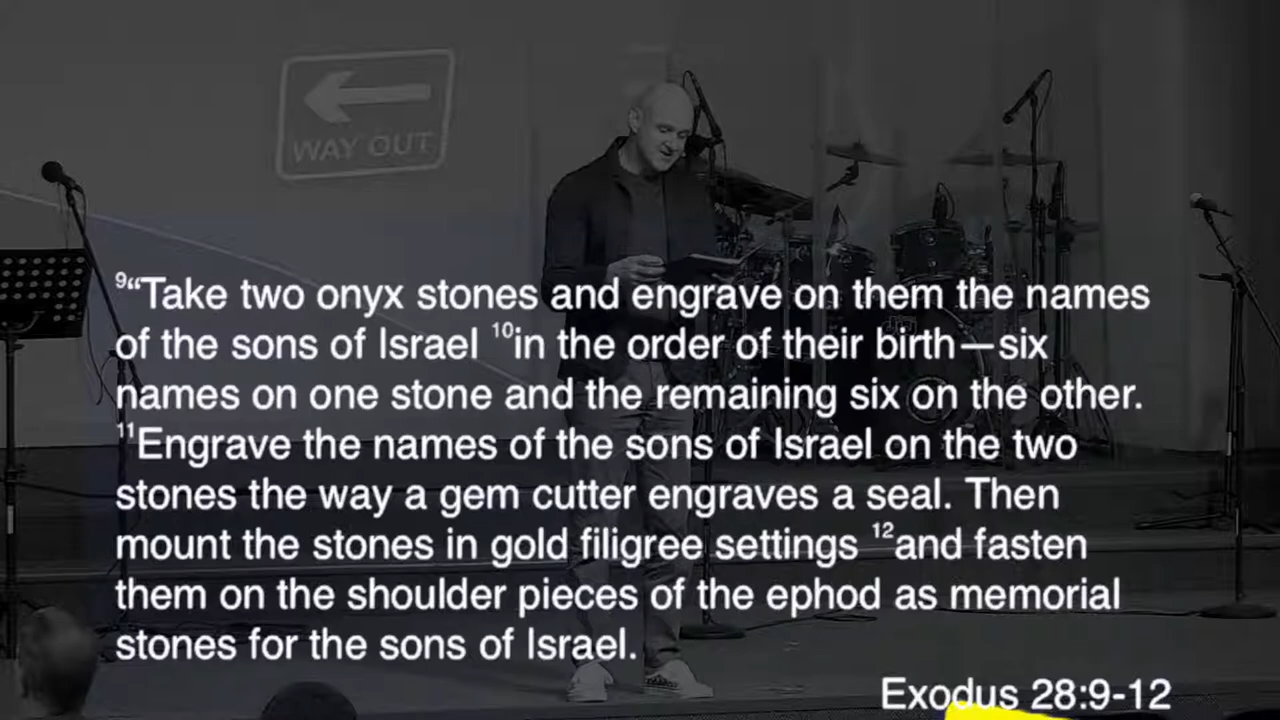 WAY OUT
⁹“Take two onyx stones and engrave on them the names
of the sons of Israel ¹⁰in the order of their birth—six
names on one stone and the remaining six on the other.
¹¹Engrave the names of the sons of Israel on the two
stones the way a gem cutter engraves a seal. Then
mount the stones in gold filigree settings ¹²and fasten
them on the shoulder pieces of the ephod as memorial
stones for the sons of Israel.
Exodus 28:9-12